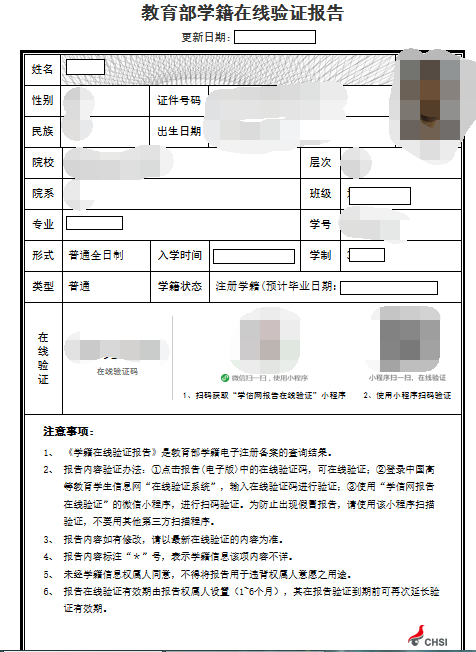 教育部学籍在线验证报告
更新日期:
姓名
性别
证件号码
民族
出生日期
院校
层次
院系
班级
专业
学号
形式 普通全日制 入学时间 学制
类型 普通 学籍状态 注册学籍(预计毕业日期:
在线验证
在线验证码
微信扫一扫,使用小程序
小程序扫一扫,在线验证
1、扫码获取“学信网报告在线验证”小程序
2、使用小程序扫码验证
注意事项:
1、 《学籍在线验证报告》是教育部学籍电子注册备案的查询结果。
2、 报告内容验证办法:①点击报告(电子版)中的在线验证码,可在线验证;②登录中国高
等教育学生信息网“在线验证系统”,输入在线验证码进行验证;③使用“学信网报告
在线验证”的微信小程序,进行扫码验证。为防止出现假冒报告,请使用该小程序扫描
验证,不要用其他第三方扫描程序。
3、 报告内容如有修改,请以最新在线验证的内容为准。
4、 报告内容标注“*”号,表示学籍信息该项内容不详。
5、 未经学籍信息权属人同意,不得将报告用于违背权属人意愿之用途。
6、 报告在线验证有效期由报告权属人设置(1~6个月),其在报告验证到期前可再次延长验
证有效期。
CHSI